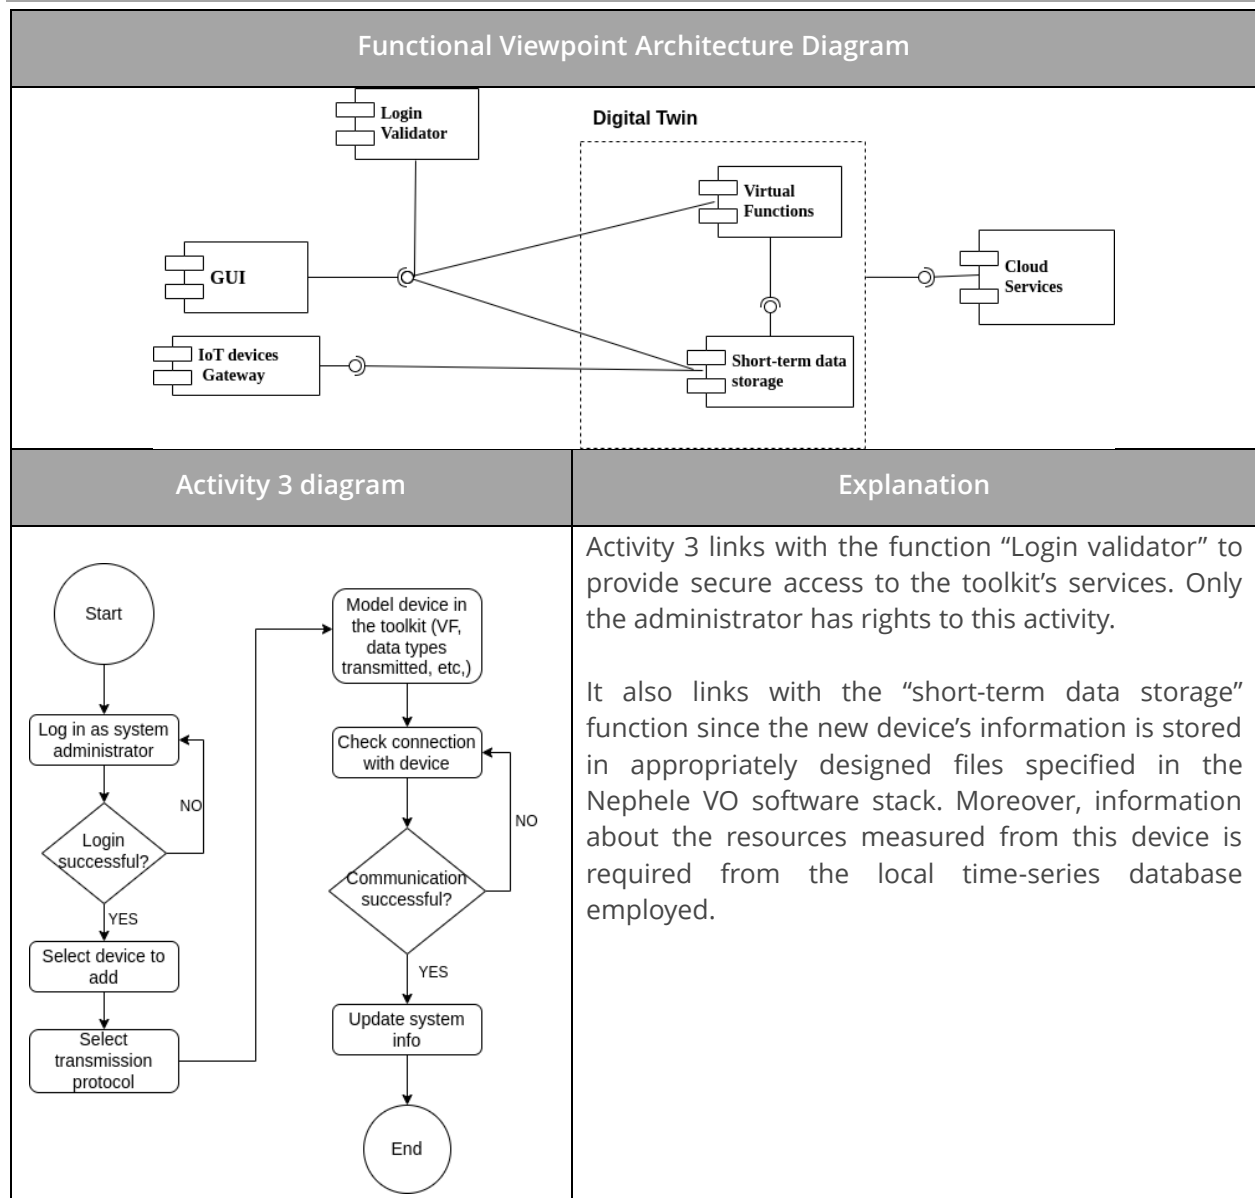 Functional Viewpoint Architecture Diagram
Login
Validator
Digital Twin
Virtual
Functions
GUI
Cloud
Services
IoT devices
Gateway
Short-term data
storage
Activity 3 diagram
Start
Log in as system
administrator
NO
Login
successful?
YES
Select device to
add
Select
transmission
protocol
Model device in
the toolkit (VF,
data types
transmitted, etc,)
Check connection
with device
NO
Communication
successful?
YES
Update system
info
End
Explanation
Activity 3 links with the function “Login validator” to
provide secure access to the toolkit’s services. Only
the administrator has rights to this activity.
It also links with the “short-term data storage”
function since the new device’s information is stored
in appropriately designed files specified in the
Nephele VO software stack. Moreover, information
about the resources measured from this device is
required from the local time-series database
employed.